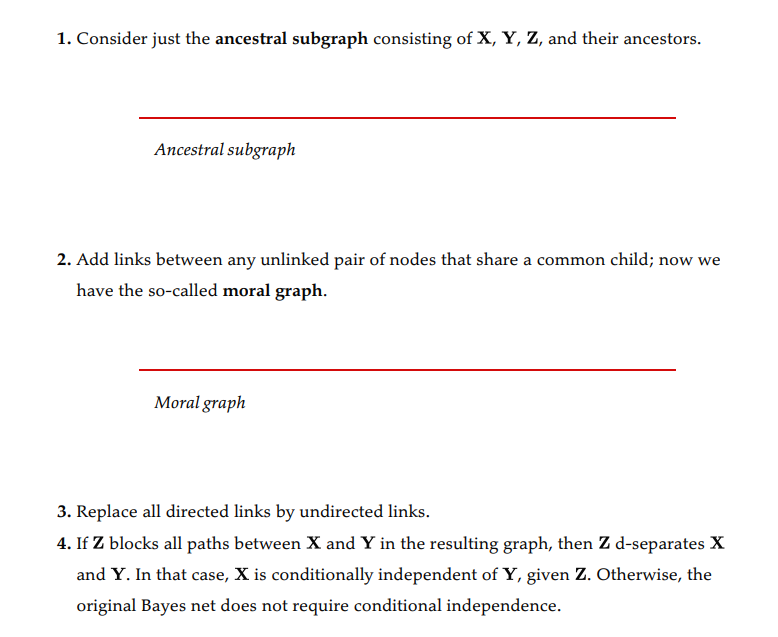 1. Consider just the ancestral subgraph consisting of X, Y, Z, and their ancestors.
Ancestral subgraph
2. Add links between any unlinked pair of nodes that share a common child; now we
have the so-called moral graph.
Moral graph
3. Replace all directed links by undirected links.
4. If Z blocks all paths between X and Y in the resulting graph, then Z d-separates X
and Y. In that case, X is conditionally independent of Y, given Z. Otherwise, the
original Bayes net does not require conditional independence.